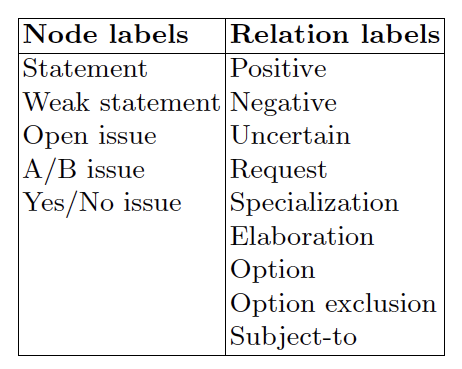 Node labels Relation labels
Statement Positive
Weak statement Negative
Open issue Uncertain
A/B issue Request
Yes/No issue Specialization
Elaboration
Option
Option exclusion
Subject-to